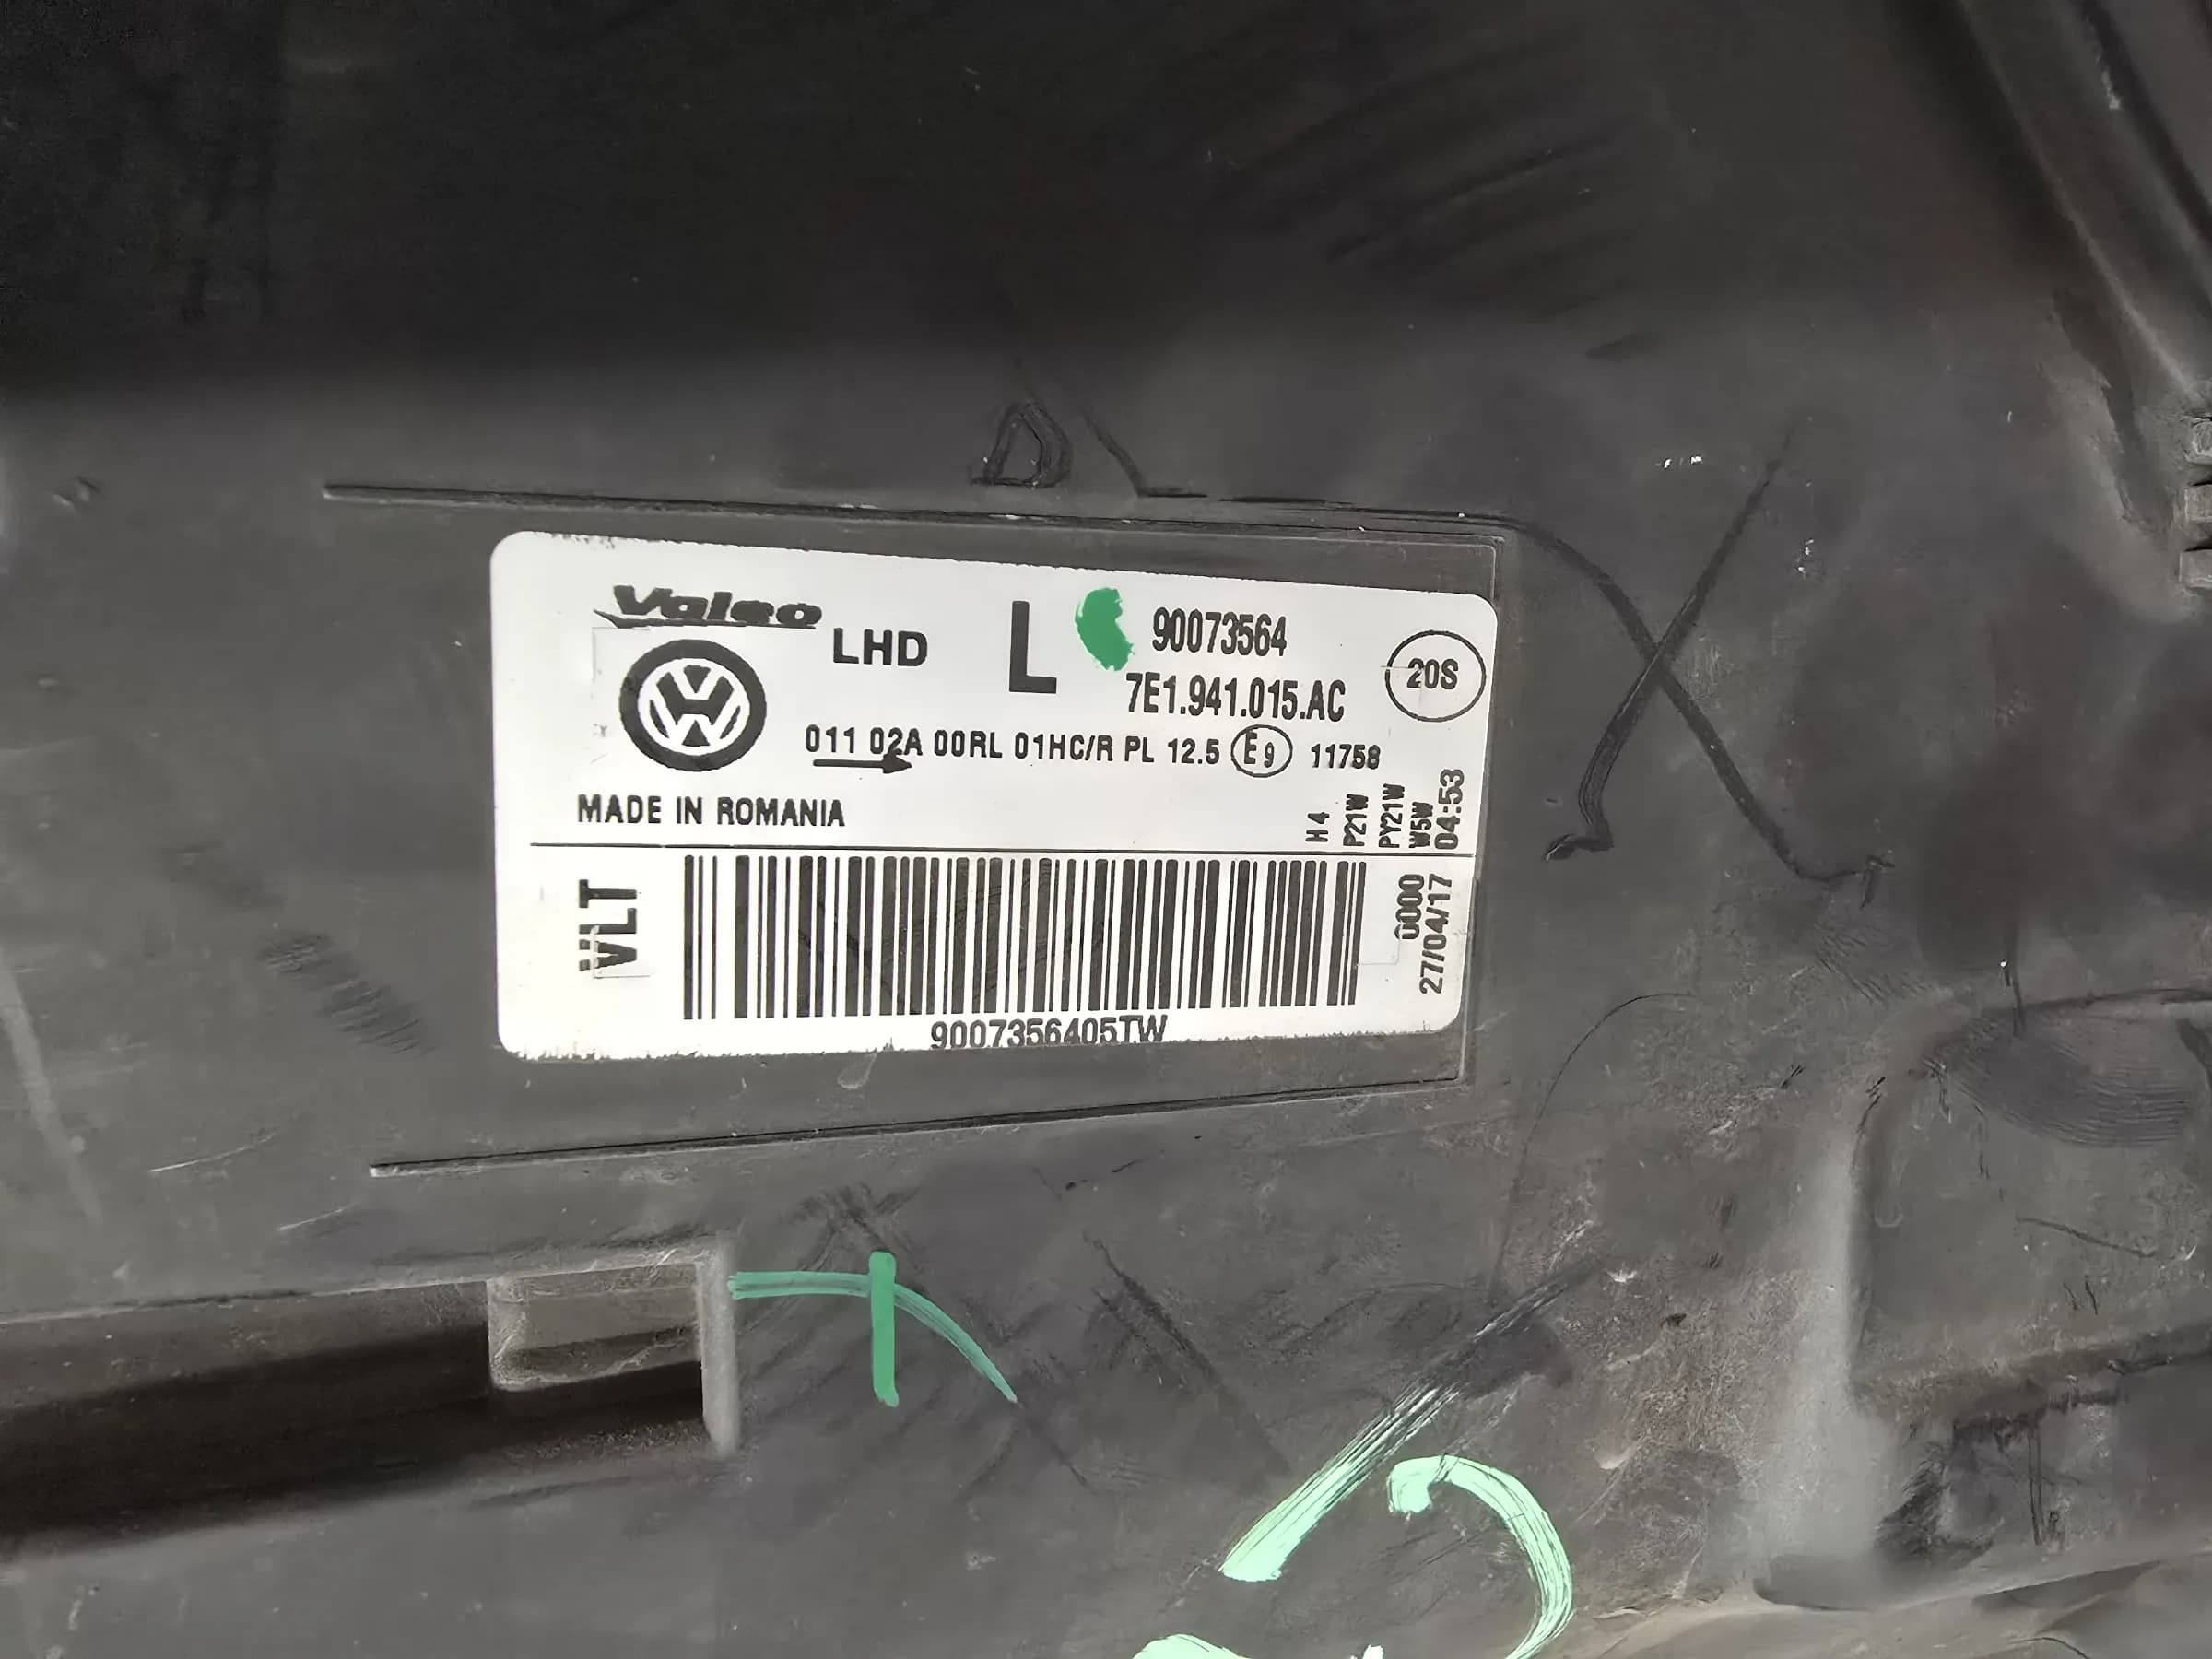 D
Valeo
LHD L 90073564
7E1.941.015.AC 20S
011 02A 00RL 01HC/R PL 12.5 E9 11758
MADE IN ROMANIA
H4
P21W
PY21W
W5W
04:53
VLT
0000
27/04/17
9007356405TW